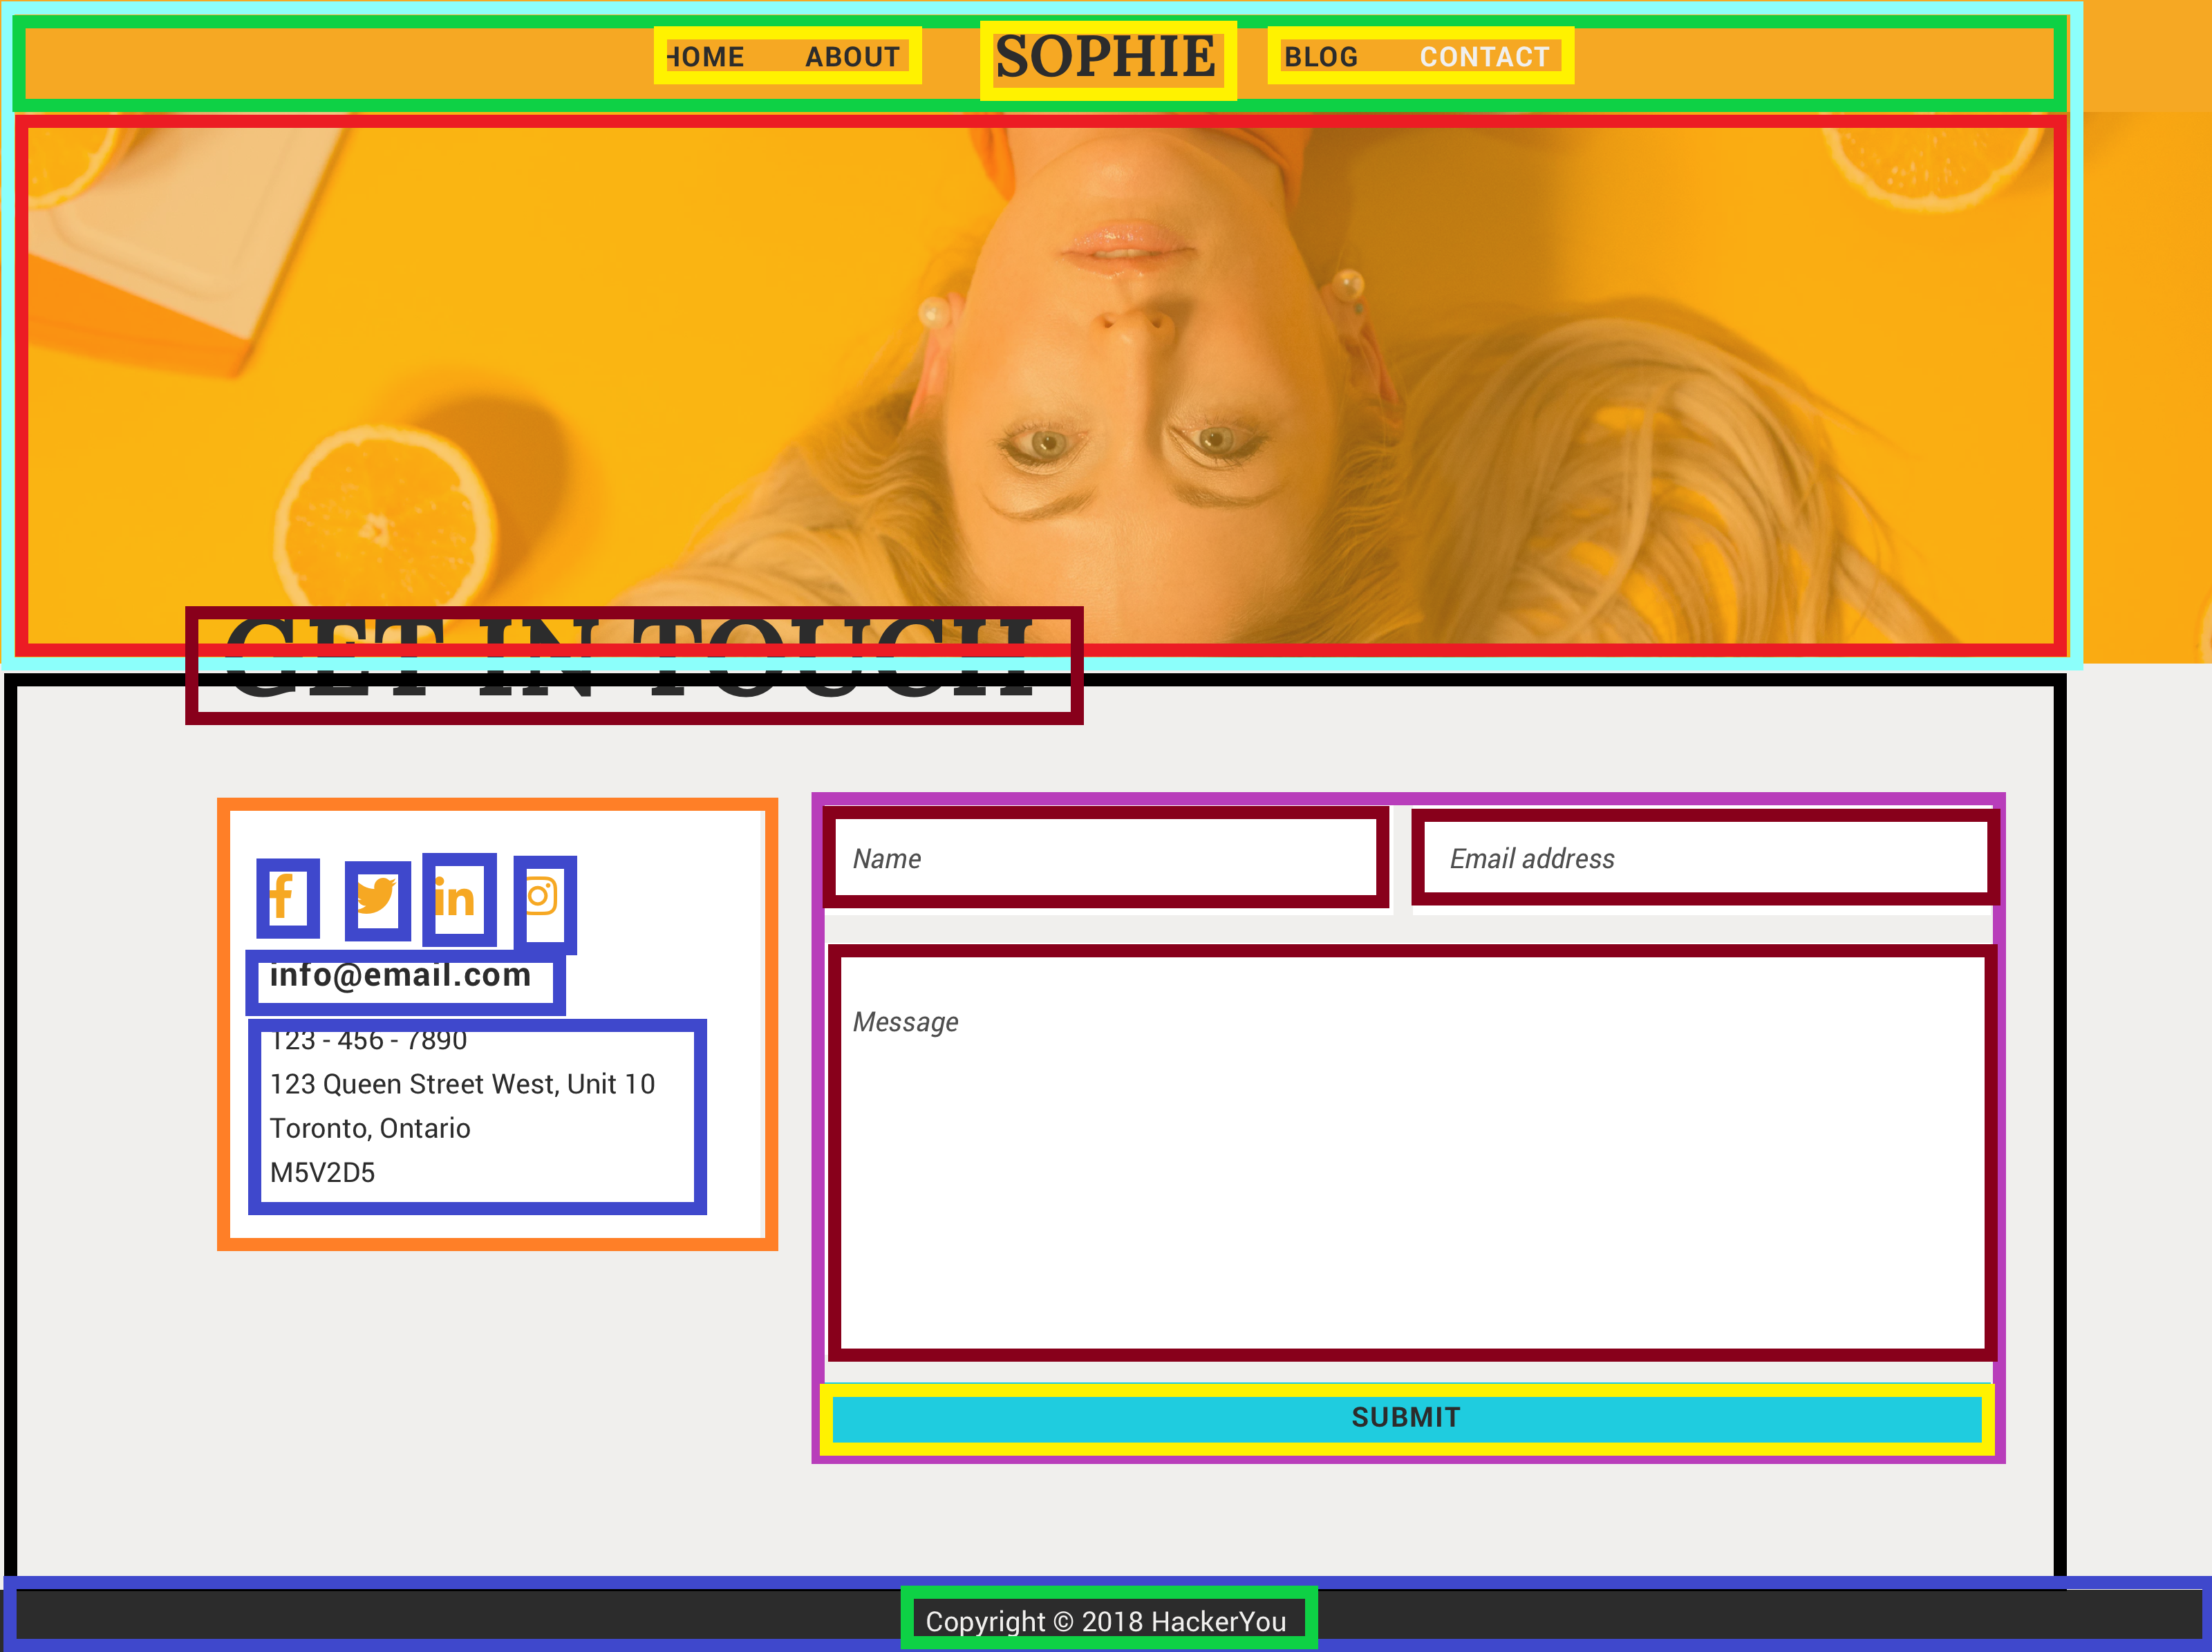 HOME ABOUT SOPHIE BLOG CONTACT
GET IN TOUCH
info@email.com
123 - 456 - 7890
123 Queen Street West, Unit 10
Toronto, Ontario
M5V2D5
Name
Email address
Message
SUBMIT
Copyright © 2018 HackerYou